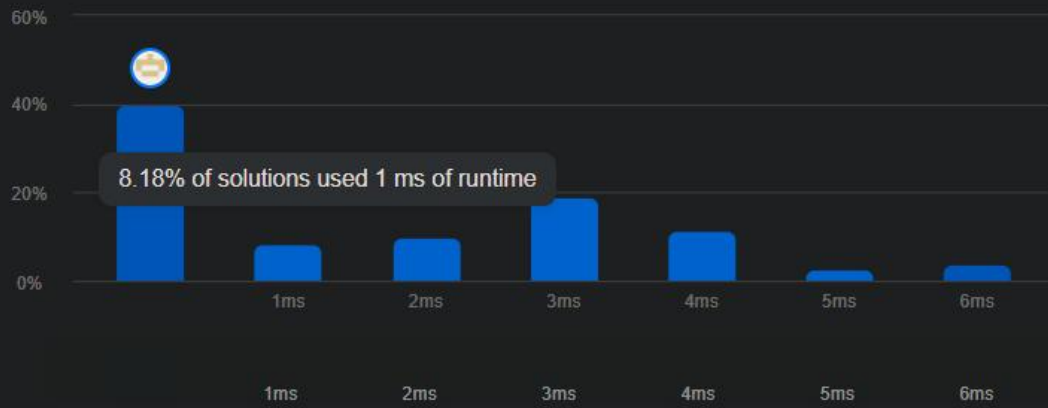 60%
40%
8.18% of solutions used 1 ms of runtime
20%
0%
1ms 2ms 3ms 4ms 5ms 6ms
1ms 2ms 3ms 4ms 5ms 6ms